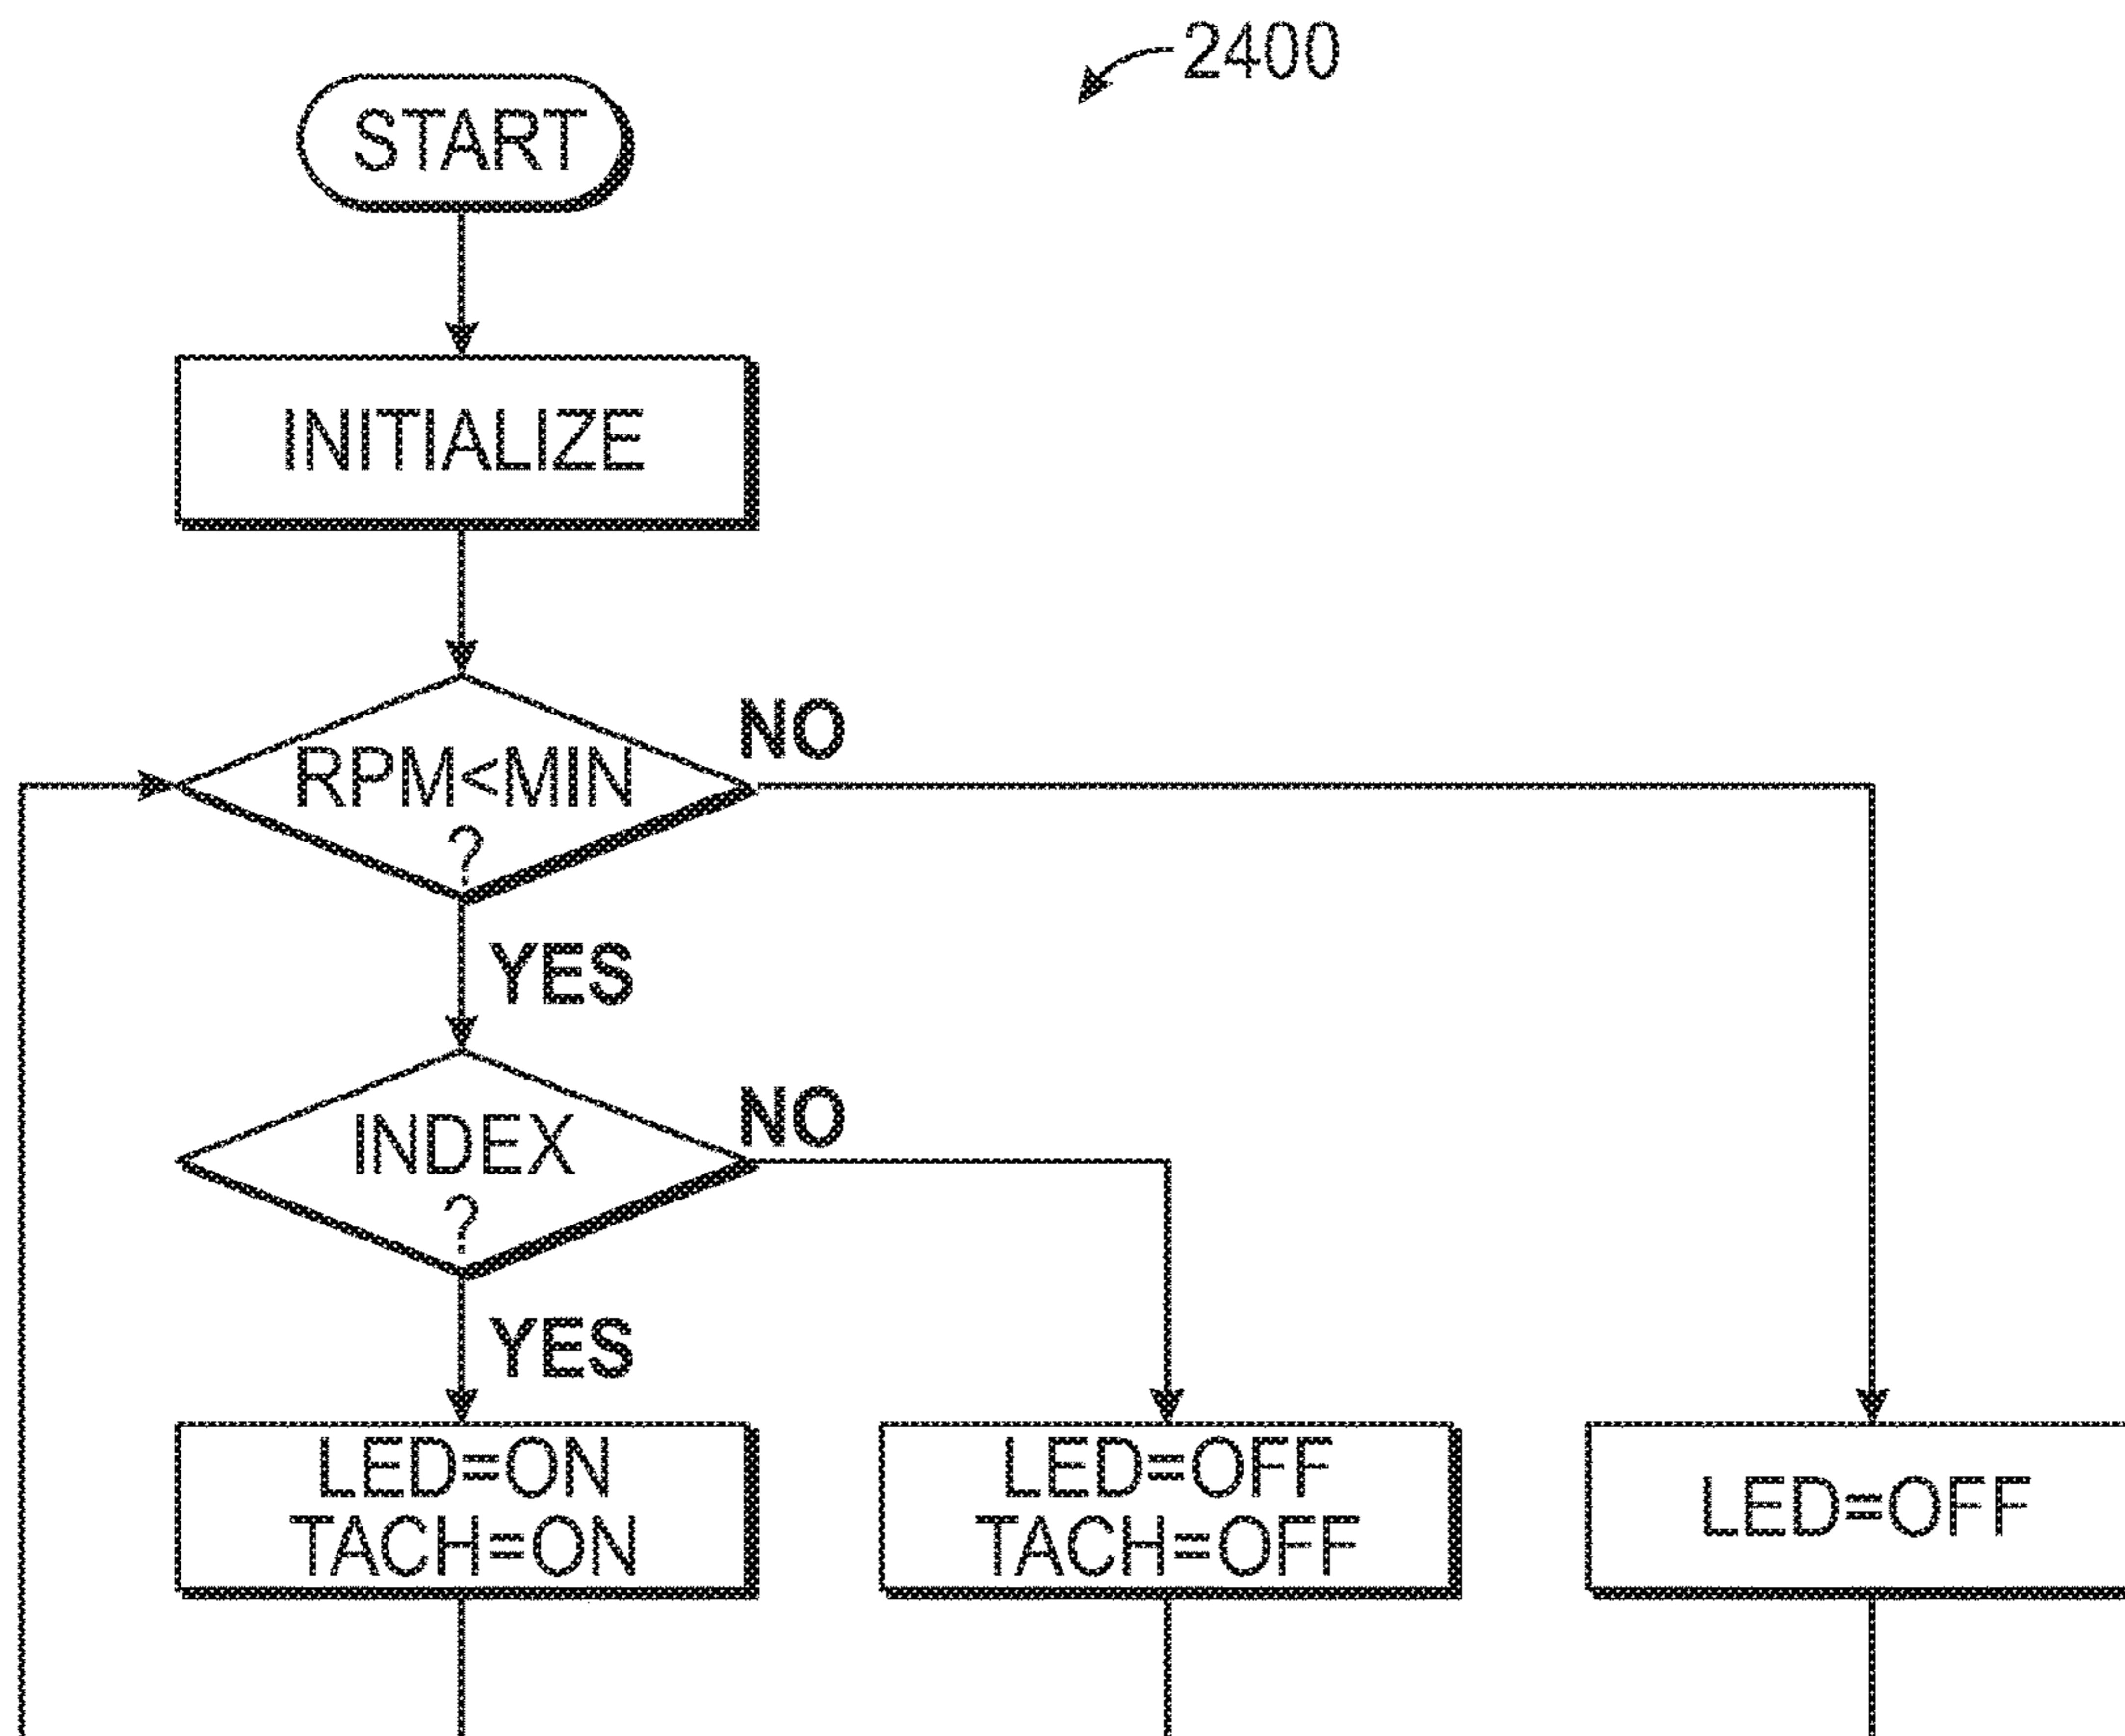 2400
START
INITIALIZE
NO
RPM<MIN
?
YES
NO
INDEX
?
YES
LED=ON
TACH=ON
LED=OFF
TACH=OFF
LED=OFF